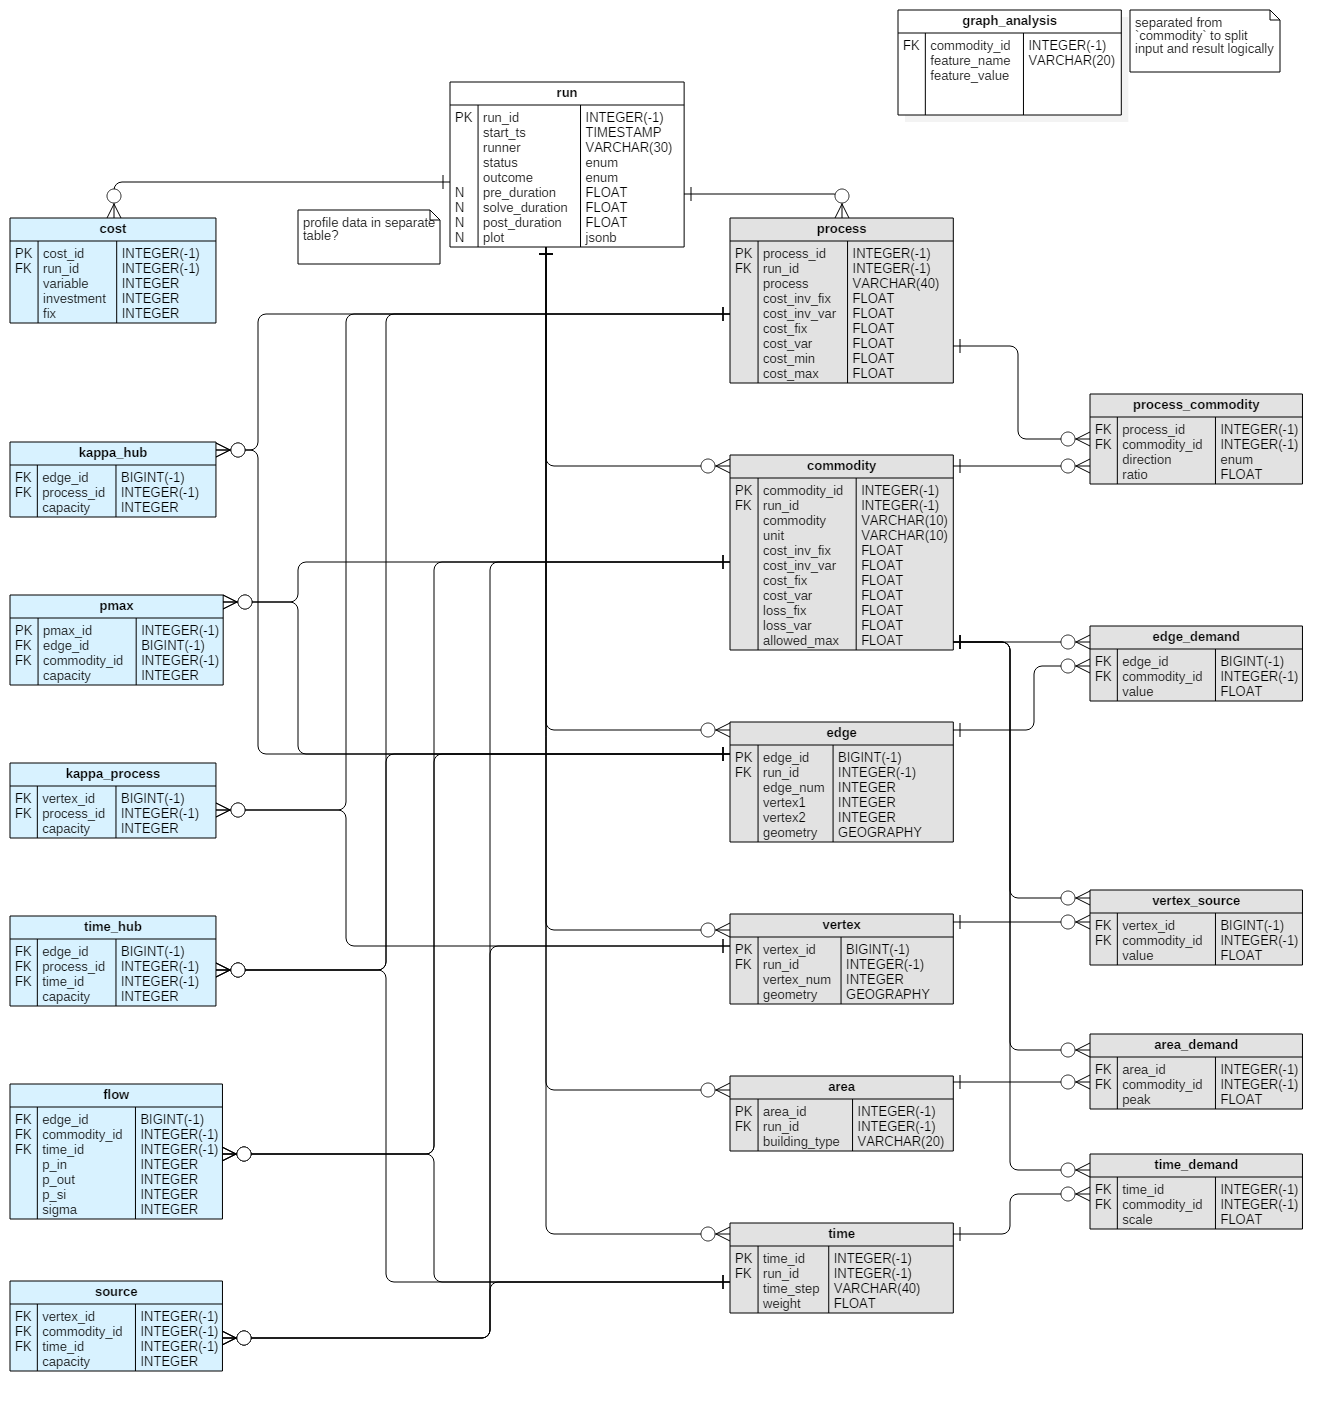 graph_analysis
FK commodity_id INTEGER(-1)
feature_name VARCHAR(20)
feature_value
separated from
`commodity` to split
input and result logically
run
PK run_id INTEGER(-1)
start_ts TIMESTAMP
runner VARCHAR(30)
status enum
outcome enum
N pre_duration FLOAT
N solve_duration FLOAT
N post_duration FLOAT
N plot jsonb
profile data in separate
table?
cost
PK cost_id INTEGER(-1)
FK run_id INTEGER(-1)
variable INTEGER
investment INTEGER
fix INTEGER
process
PK process_id INTEGER(-1)
FK run_id INTEGER(-1)
process VARCHAR(40)
cost_inv_fix FLOAT
cost_inv_var FLOAT
cost_fix FLOAT
cost_var FLOAT
cost_min FLOAT
cost_max FLOAT
process_commodity
FK process_id INTEGER(-1)
FK commodity_id INTEGER(-1)
direction enum
ratio FLOAT
kappa_hub
FK edge_id BIGINT(-1)
FK process_id INTEGER(-1)
capacity INTEGER
commodity
PK commodity_id INTEGER(-1)
FK run_id INTEGER(-1)
commodity VARCHAR(10)
unit VARCHAR(10)
cost_inv_fix FLOAT
cost_inv_var FLOAT
cost_fix FLOAT
cost_var FLOAT
loss_fix FLOAT
loss_var FLOAT
allowed_max FLOAT
pmax
PK pmax_id INTEGER(-1)
FK edge_id BIGINT(-1)
FK commodity_id INTEGER(-1)
capacity INTEGER
edge_demand
FK edge_id BIGINT(-1)
FK commodity_id INTEGER(-1)
value FLOAT
edge
PK edge_id BIGINT(-1)
FK run_id INTEGER(-1)
edge_num INTEGER
vertex1 INTEGER
vertex2 INTEGER
geometry GEOGRAPHY
kappa_process
FK vertex_id BIGINT(-1)
FK process_id INTEGER(-1)
capacity INTEGER
vertex_source
FK vertex_id BIGINT(-1)
FK commodity_id INTEGER(-1)
value FLOAT
time_hub
FK edge_id BIGINT(-1)
FK process_id INTEGER(-1)
FK time_id INTEGER(-1)
capacity INTEGER
vertex
PK vertex_id BIGINT(-1)
FK run_id INTEGER(-1)
vertex_num INTEGER
geometry GEOGRAPHY
area_demand
FK area_id INTEGER(-1)
FK commodity_id INTEGER(-1)
peak FLOAT
flow
FK edge_id BIGINT(-1)
FK commodity_id INTEGER(-1)
FK time_id INTEGER(-1)
p_in INTEGER
p_out INTEGER
p_si INTEGER
sigma INTEGER
area
PK area_id INTEGER(-1)
FK run_id INTEGER(-1)
building_type VARCHAR(20)
time_demand
FK time_id INTEGER(-1)
FK commodity_id INTEGER(-1)
scale FLOAT
time
PK time_id INTEGER(-1)
FK run_id INTEGER(-1)
time_step VARCHAR(40)
weight FLOAT
source
FK vertex_id INTEGER(-1)
FK commodity_id INTEGER(-1)
FK time_id INTEGER(-1)
capacity INTEGER